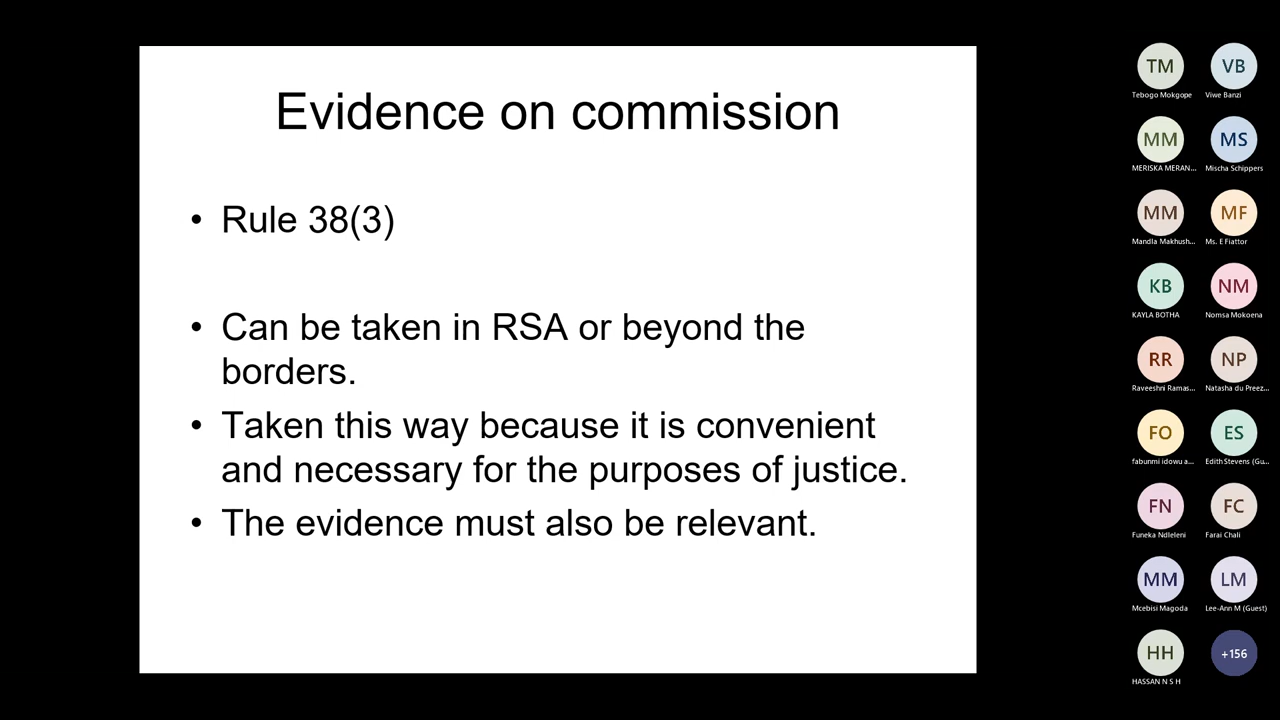 Evidence on commission
• Rule 38(3)
• Can be taken in RSA or beyond the
borders.
• Taken this way because it is convenient
and necessary for the purposes of justice.
• The evidence must also be relevant.
TM VB
Tebogo Mokgope Viwe Banzi
MM MS
MERISKA MERAN... Mischa Schippers
MM MF
Mandla Makhush... Ms. E Fiattor
KB NM
KAYLA BOTHA Nomsa Mokoena
RR NP
Raveeshni Ramas... Natasha du Preez...
FO ES
fabunmi idowu a... Edith Stevens (Gu...
FN FC
Funeka Ndleleni Farai Chali
MM LM
Mcebisi Magoda Lee-Ann M (Guest)
HH +156
HASSAN N S H